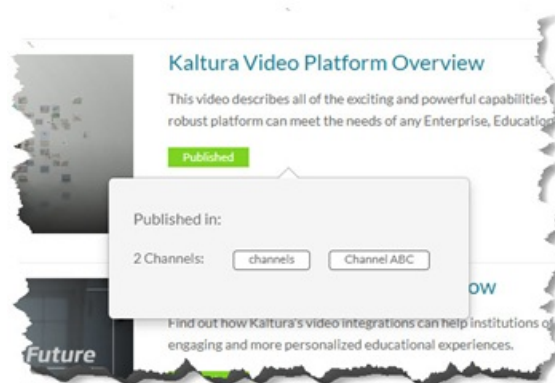 Kaltura Video Platform Overview
This video describes all of the exciting and powerful capabilities
robust platform can meet the needs of any Enterprise, Education
Published
Published in:
2 Channels: channels Channel ABC
ow
Find out how Kaltura's video integrations can help institutions of
Future
engaging and more personalized educational experiences.